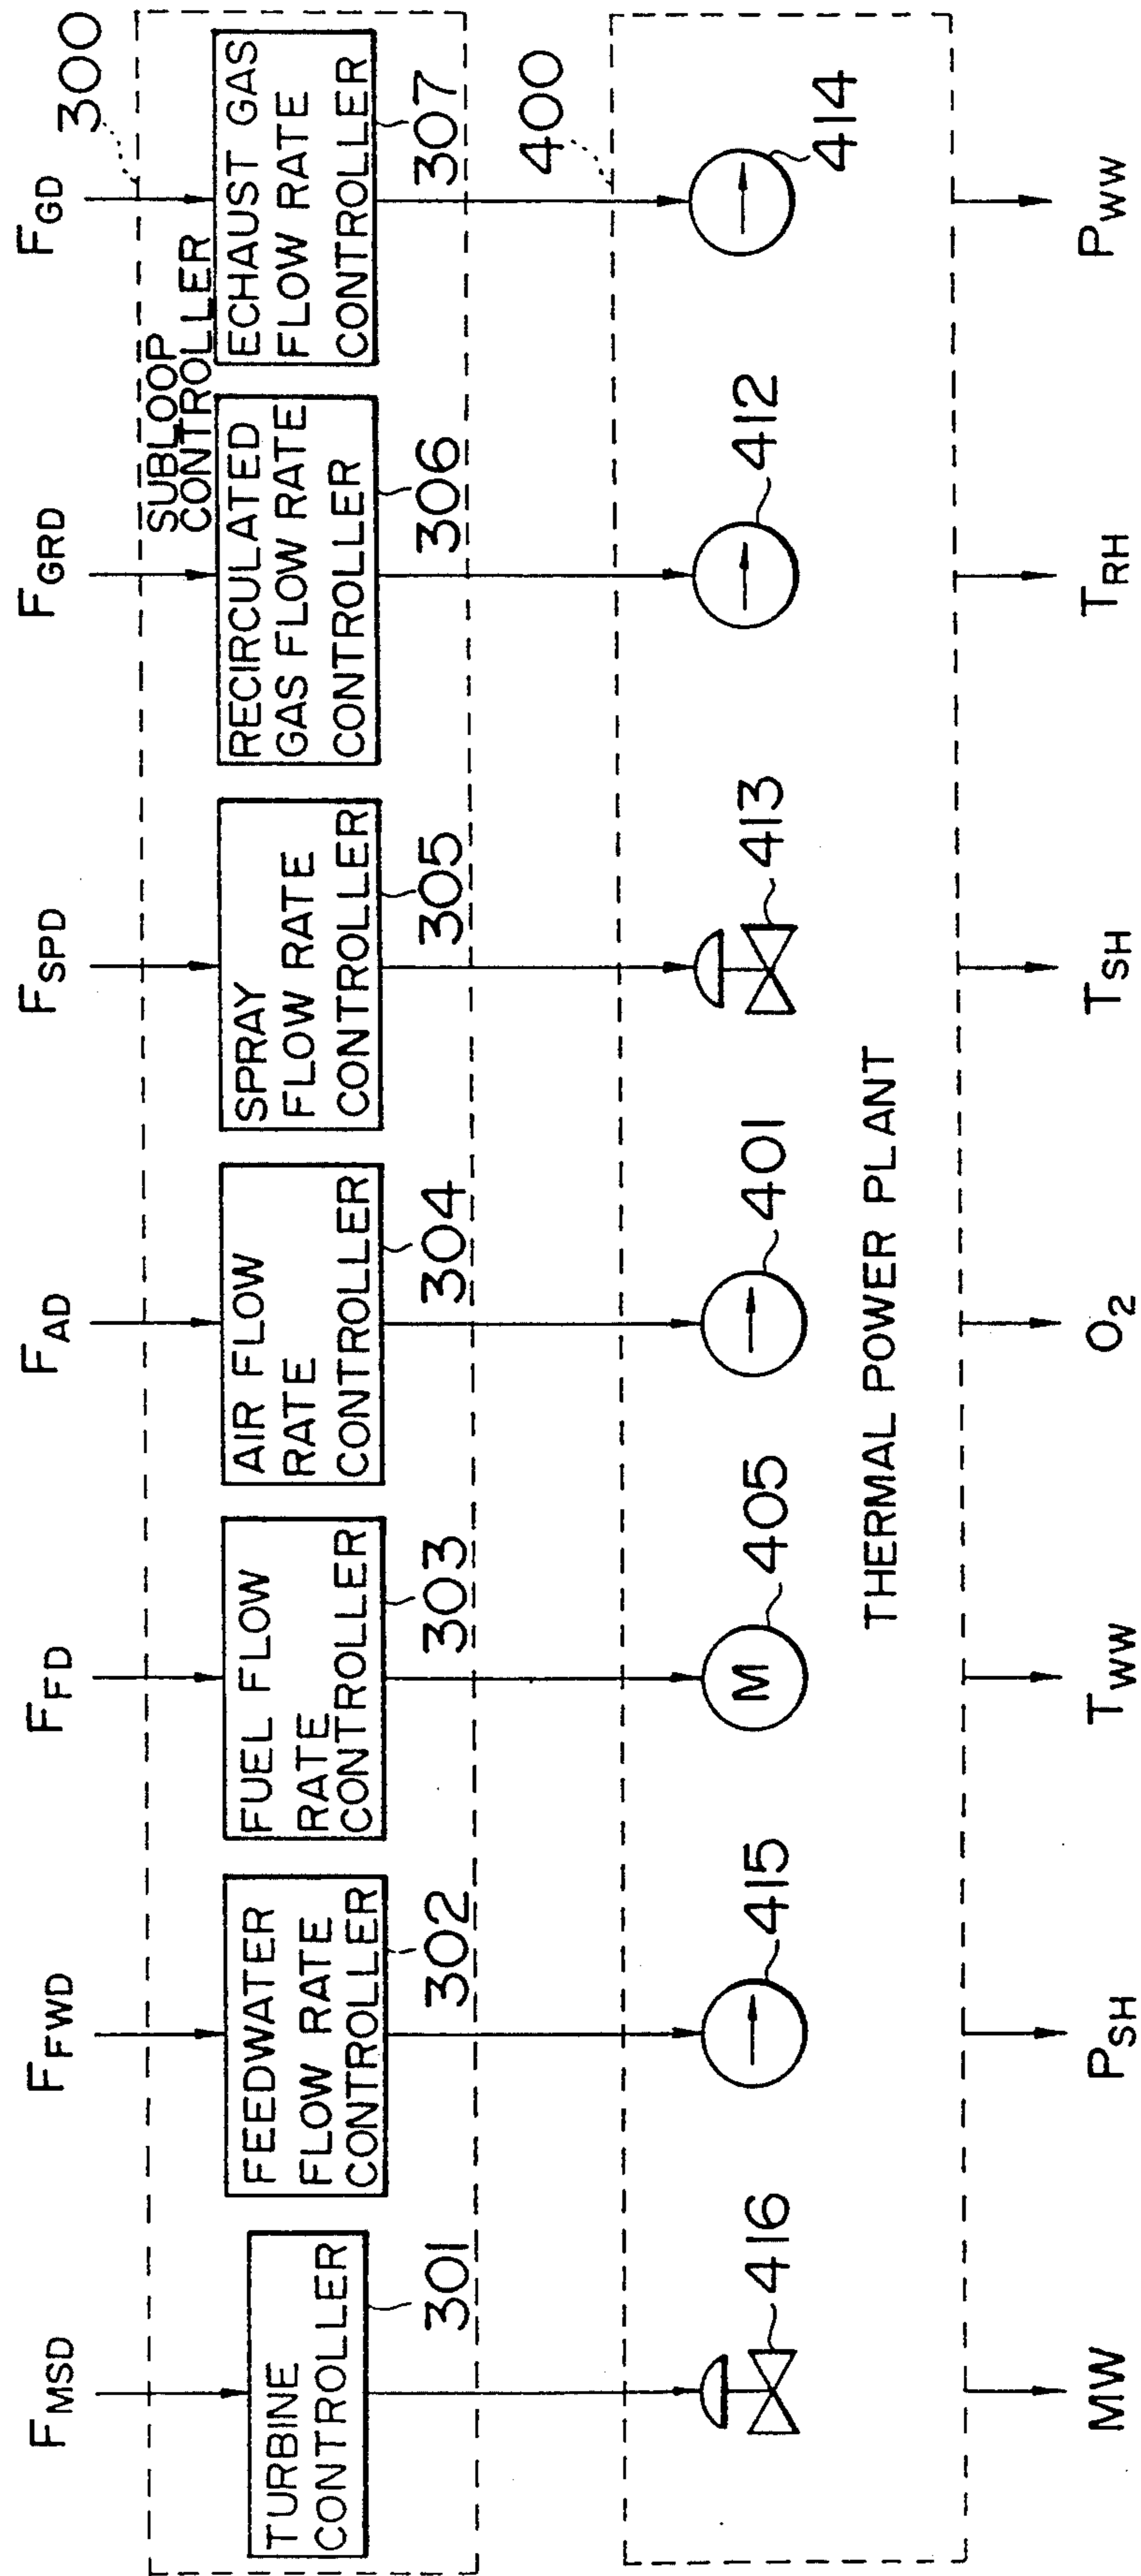 F_MSD
F_FWD
F_FD
F_AD
F_SPD
F_GRD
F_GD
300
SUBLOOP
CONTROLLER
TURBINE
CONTROLLER
301
FEEDWATER
FLOW RATE
CONTROLLER
302
FUEL FLOW
RATE
CONTROLLER
303
AIR FLOW
RATE
CONTROLLER
304
SPRAY
FLOW RATE
CONTROLLER
305
RECIRCULATED
GAS FLOW RATE
CONTROLLER
306
ECHAUST GAS
FLOW RATE
CONTROLLER
307
400
416
415
M
405
401
413
412
414
THERMAL POWER PLANT
MW
P_SH
T_WW
O_2
T_SH
T_RH
P_WW